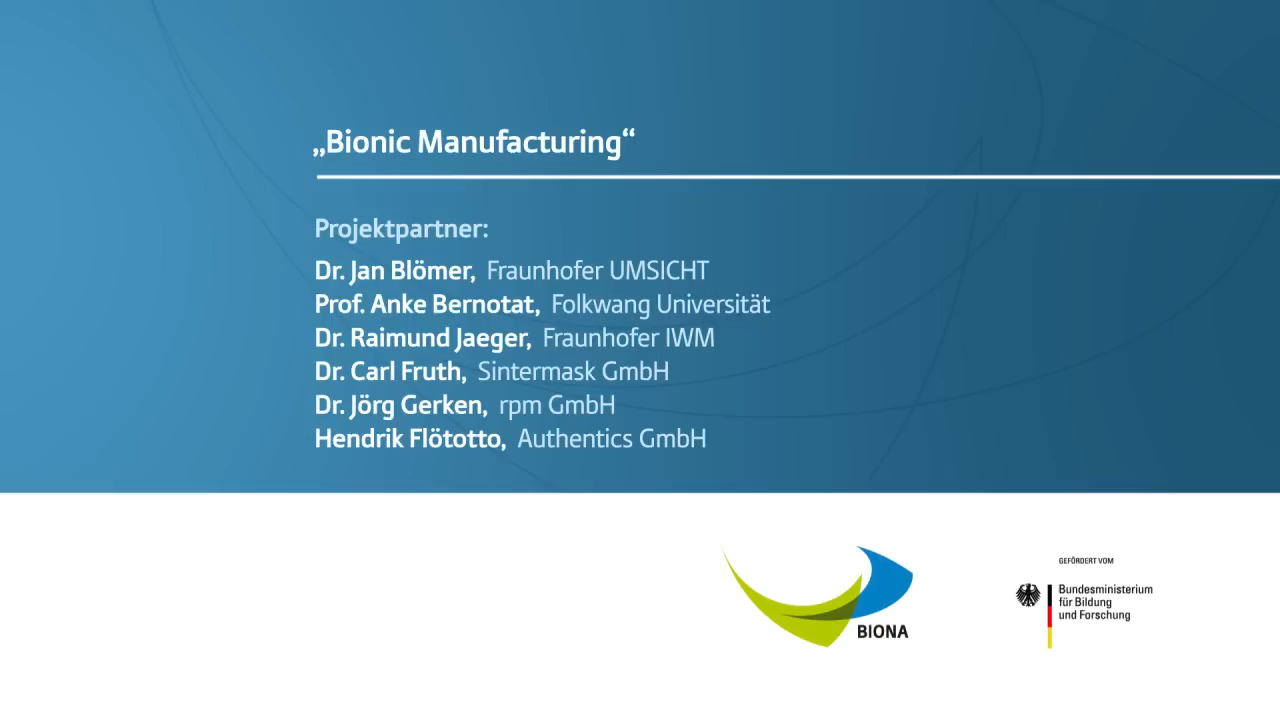 „Bionic Manufacturing“
Projektpartner:
Dr. Jan Blömer, Fraunhofer UMSICHT
Prof. Anke Bernotat, Folkwang Universität
Dr. Raimund Jaeger, Fraunhofer IWM
Dr. Carl Fruth, Sintermask GmbH
Dr. Jörg Gerken, rpm GmbH
Hendrik Flötotto, Authentics GmbH
BIONA
GEFÖRDERT VOM
Bundesministerium
für Bildung
und Forschung